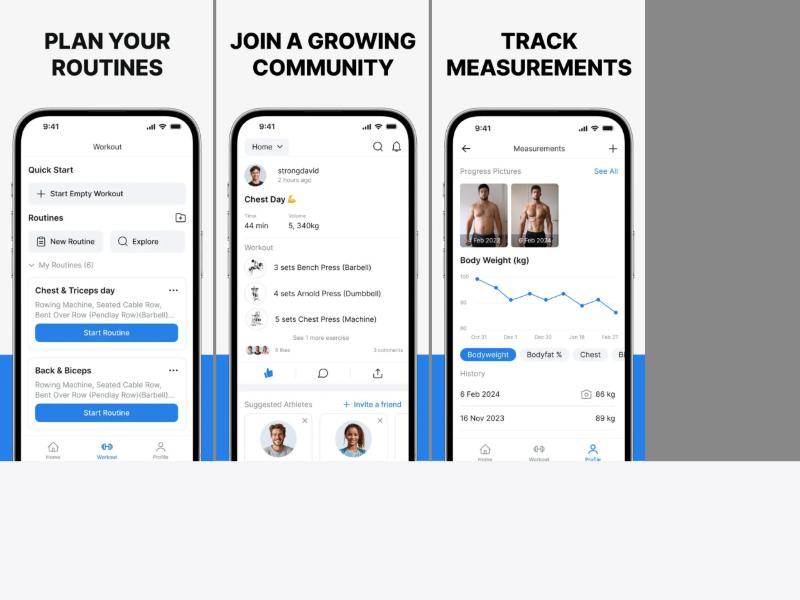 PLAN YOUR
ROUTINES
9:41
Workout
Quick Start
+ Start Empty Workout
Routines
New Routine
Explore
My Routines (6)
Chest & Triceps day
Rowing Machine, Seated Cable Row,
Bent Over Row (Pendlay Row)(Barbell)...
Start Routine
Back & Biceps
Rowing Machine, Seated Cable Row,
Bent Over Row (Pendlay Row)(Barbell)...
Start Routine
Home
Workout
Profile
JOIN A GROWING
COMMUNITY
9:41
Home
strongdavid
2 hours ago
Chest Day 💪
Time
Volume
44 min
5, 340kg
Workout
3 sets Bench Press (Barbell)
4 sets Arnold Press (Dumbbell)
5 sets Chest Press (Machine)
See 1 more exercise
6 likes
3 comments
Suggested Athletes
+ Invite a friend
TRACK
MEASUREMENTS
9:41
Measurements
Progress Pictures
See All
6 Feb 2024
Body Weight (kg)
100
90
80
Oct 31
Dec 1
Dec 20
Jan 18
Feb 21
Bodyweight
Bodyfat %
Chest
Bi
History
6 Feb 2024
86 kg
16 Nov 2023
89 kg
Home
Workout
Profile